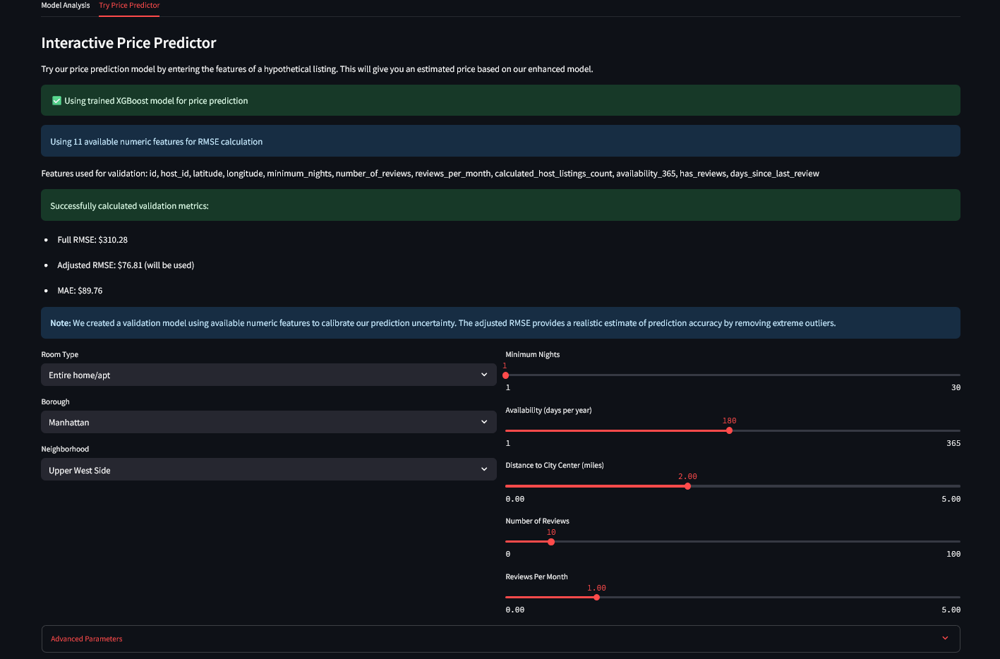 Model Analysis
Try Price Predictor
Interactive Price Predictor
Try our price prediction model by entering the features of a hypothetical listing. This will give you an estimated price based on our enhanced model.
✅ Using trained XGBoost model for price prediction
Using 11 available numeric features for RMSE calculation
Features used for validation: id, host_id, latitude, longitude, minimum_nights, number_of_reviews, reviews_per_month, calculated_host_listings_count, availability_365, has_reviews, days_since_last_review
Successfully calculated validation metrics:
• Full RMSE: $310.28
• Adjusted RMSE: $76.81 (will be used)
• MAE: $89.76
Note: We created a validation model using available numeric features to calibrate our prediction uncertainty. The adjusted RMSE provides a realistic estimate of prediction accuracy by removing extreme outliers.
Room Type
Entire home/apt
Borough
Manhattan
Neighborhood
Upper West Side
Minimum Nights
1
1 30
Availability (days per year)
180
1 365
Distance to City Center (miles)
2.00
0.00 5.00
Number of Reviews
10
0 100
Reviews Per Month
1.00
0.00 5.00
Advanced Parameters